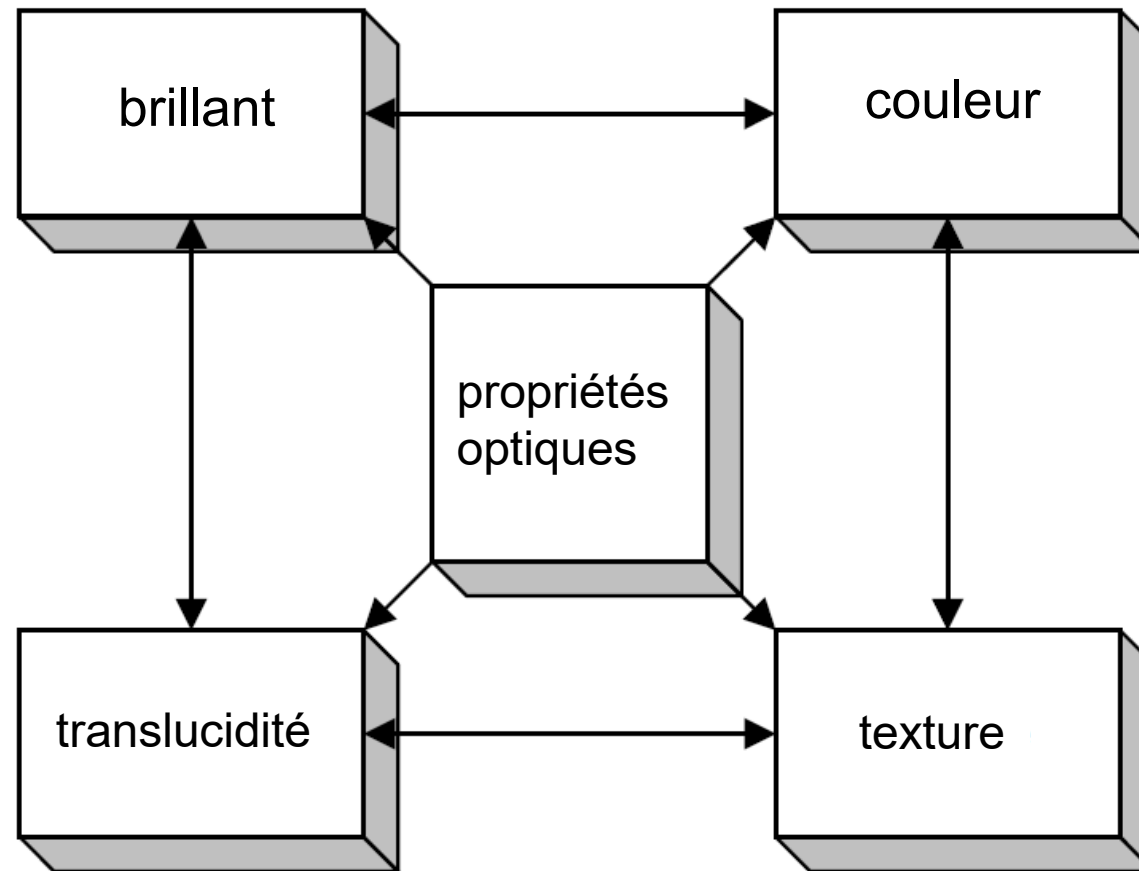 brillant
couleur
propriétés
optiques
translucidité
texture